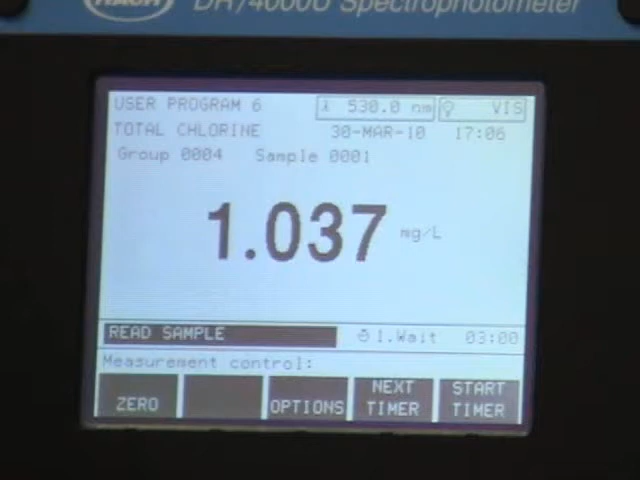 HACH DR/4000U Spectrophotometer
USER PROGRAM 6 λ 530.0 nm VIS
TOTAL CHLORINE 30-MAR-10 17:06
Group 0004 Sample 0001
1.037 mg/L
READ SAMPLE 1.Wait 03:00
Measurement control:
ZERO OPTIONS NEXT TIMER START TIMER